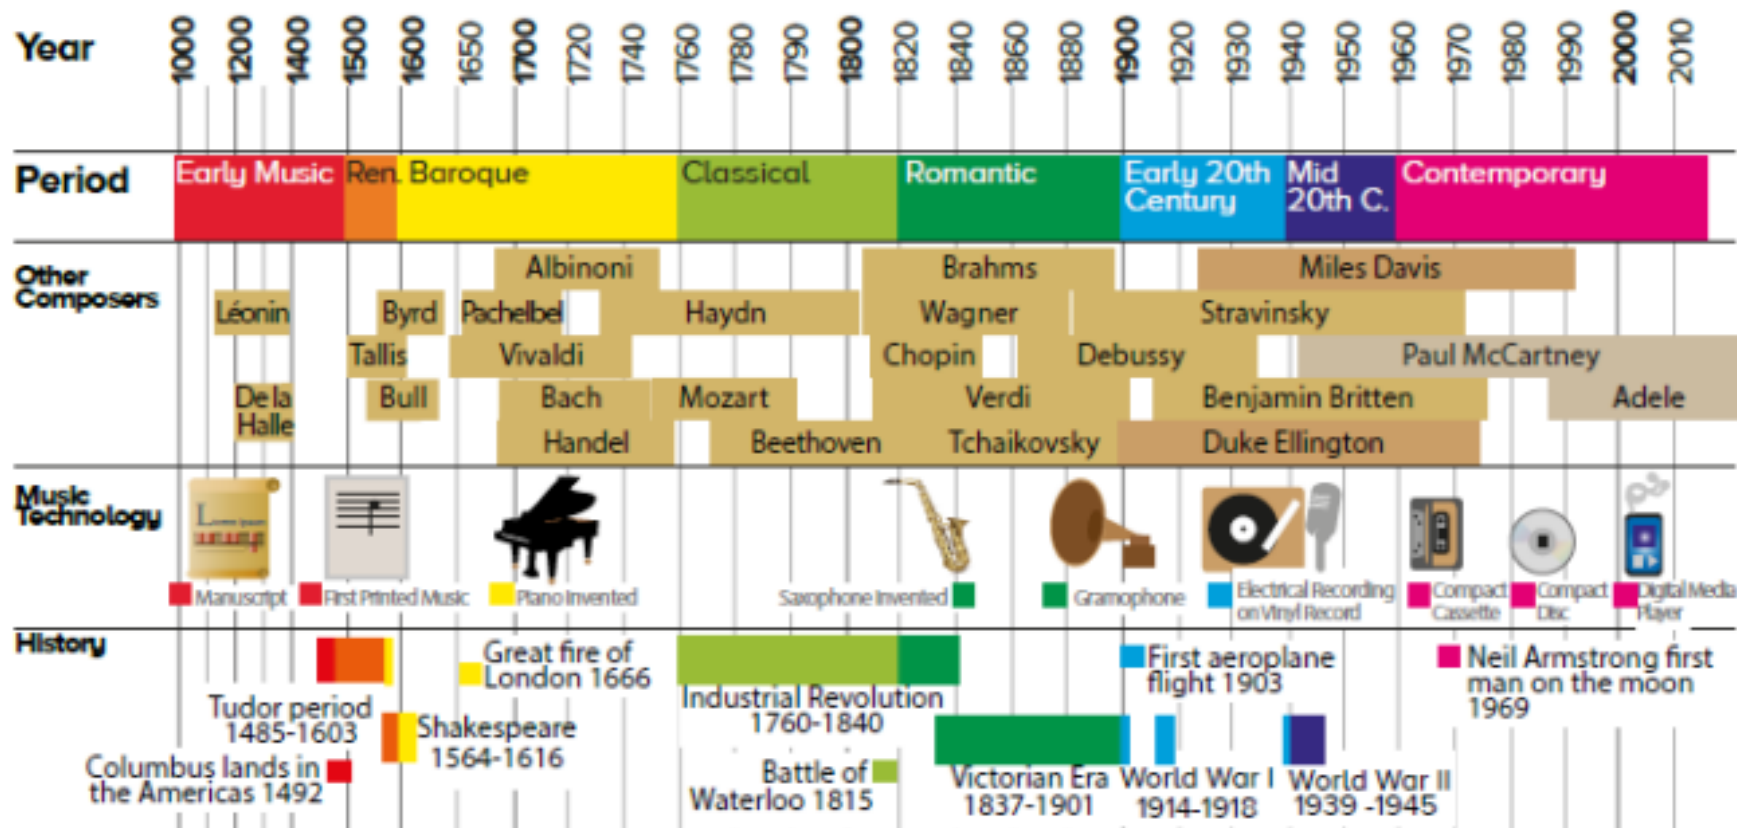 Year 1000 1200 1400 1500 1600 1650 1700 1720 1740 1760 1780 1790 1800 1820 1840 1860 1880 1900 1920 1930 1940 1950 1960 1970 1980 1990 2000 2010
Period Early Music Ren. Baroque Classical Romantic Early 20th Century Mid 20th C. Contemporary
Other
Composers
Albinoni Brahms Miles Davis
Léonin Byrd Pachelbel Haydn Wagner Stravinsky
Tallis Vivaldi Chopin Debussy Paul McCartney
De la
Halle
Bull Bach Mozart Verdi Benjamin Britten Adele
Handel Beethoven Tchaikovsky Duke Ellington
Music
Technology
Manuscript
First Printed Music
Piano Invented
Saxophone Invented
Gramophone
Electrical Recording
on Vinyl Record
Compact
Cassette
Compact
Disc
Digital Media
Player
History
Tudor period
1485-1603
Columbus lands in
the Americas 1492
Shakespeare
1564-1616
Great fire of
London 1666
Industrial Revolution
1760-1840
Battle of
Waterloo 1815
Victorian Era
1837-1901
First aeroplane
flight 1903
World War I
1914-1918
World War II
1939 -1945
Neil Armstrong first
man on the moon
1969